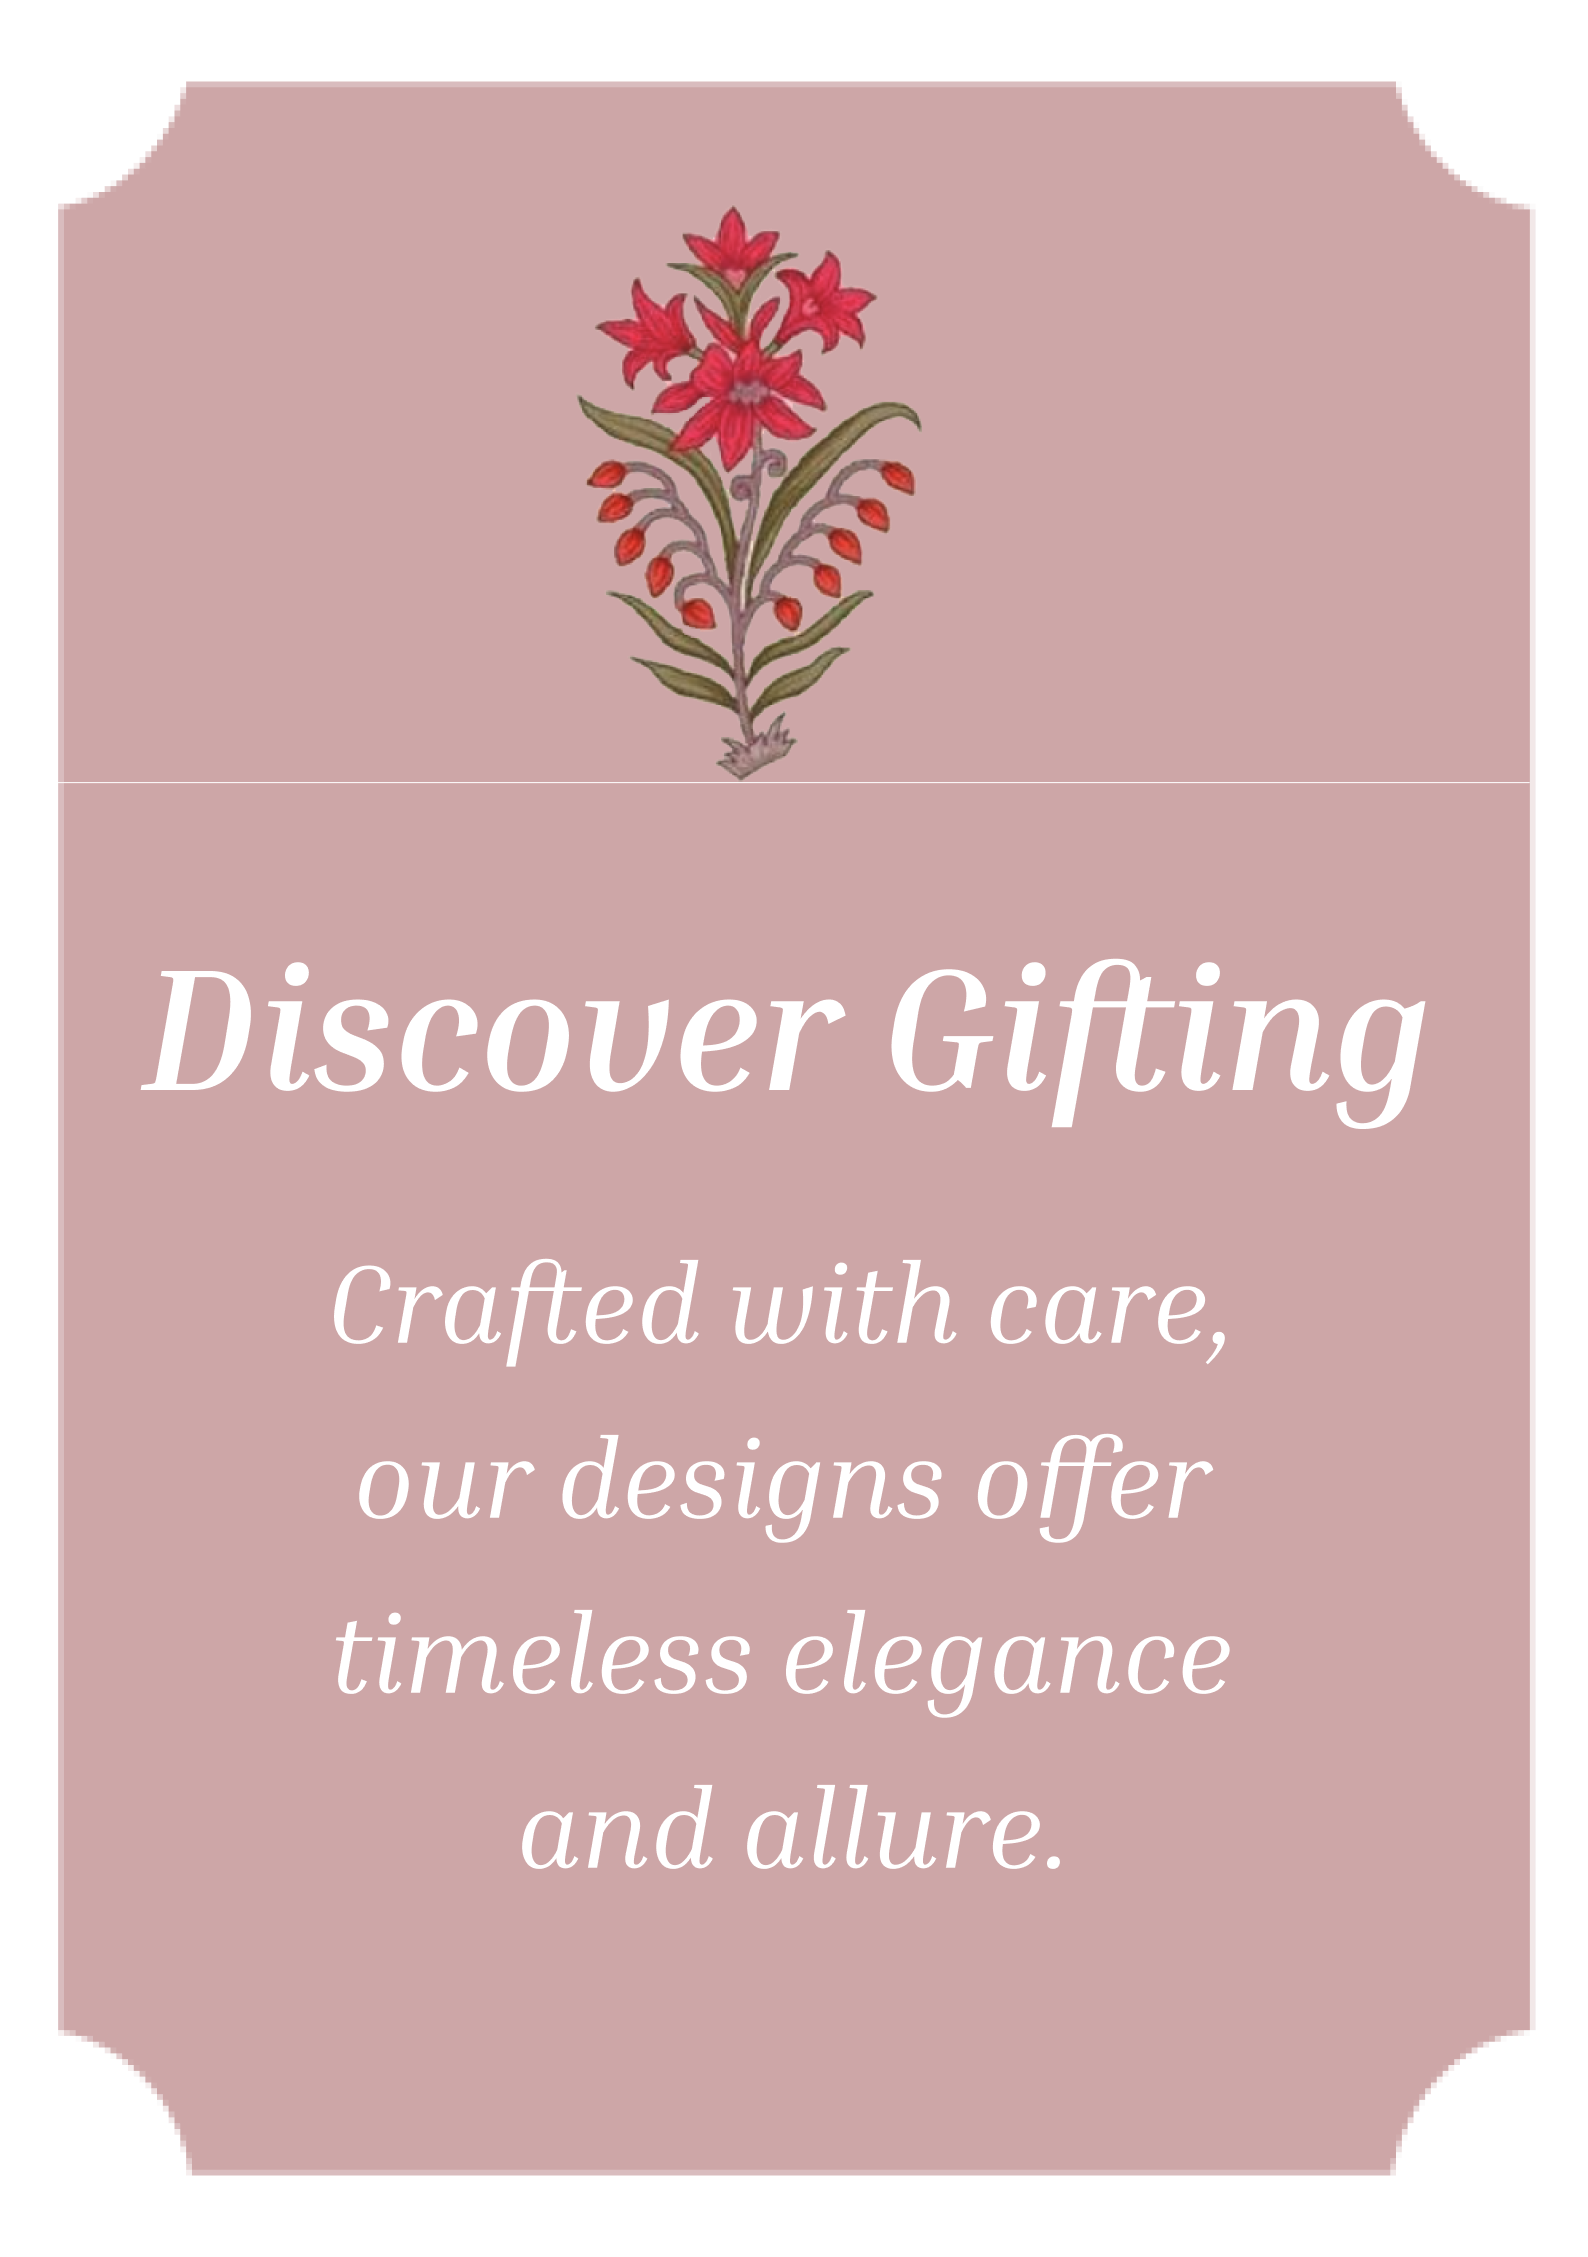 Discover Gifting
Crafted with care,
our designs offer
timeless elegance
and allure.